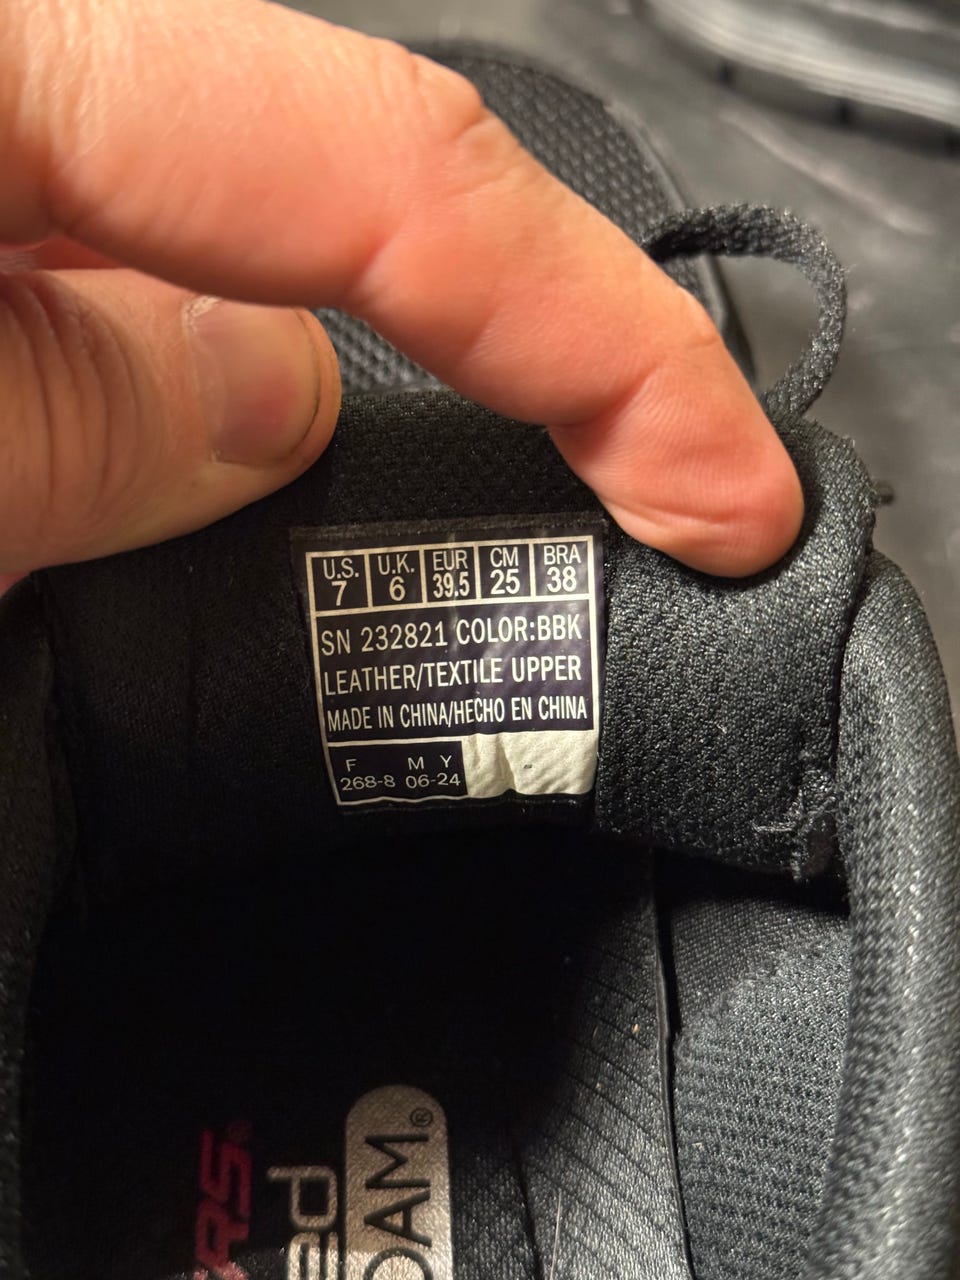 U.S. U.K. EUR CM BRA
7 6 39.5 25 38
SN 232821 COLOR:BBK
LEATHER/TEXTILE UPPER
MADE IN CHINA/HECHO EN CHINA
F M Y
268-8 06-24